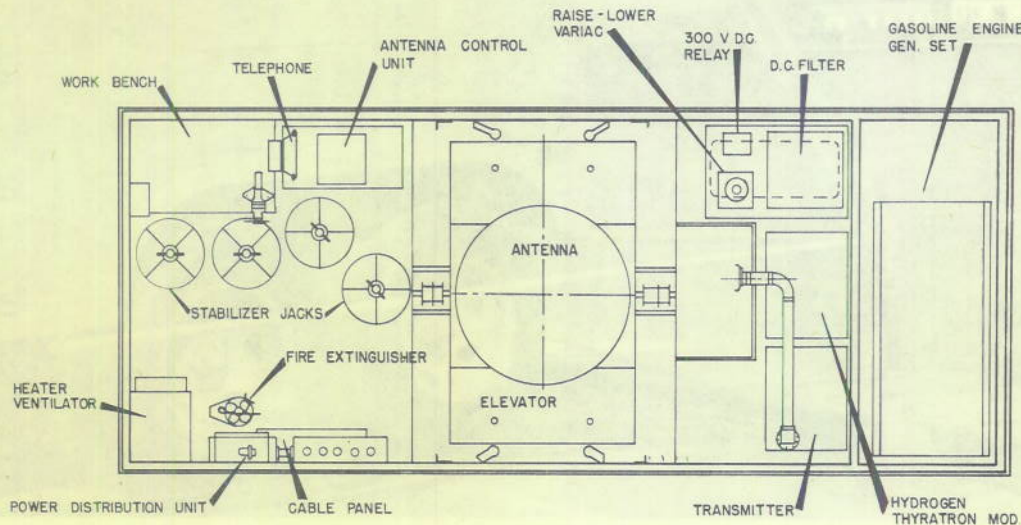 RAISE-LOWER
VARIAC
300 V D.C.
RELAY
GASOLINE ENGINE
GEN. SET
ANTENNA CONTROL
UNIT
D.C. FILTER
TELEPHONE
WORK BENCH
ANTENNA
STABILIZER JACKS
FIRE EXTINGUISHER
HEATER
VENTILATOR
ELEVATOR
POWER DISTRIBUTION UNIT
CABLE PANEL
TRANSMITTER
HYDROGEN
THYRATRON MOD